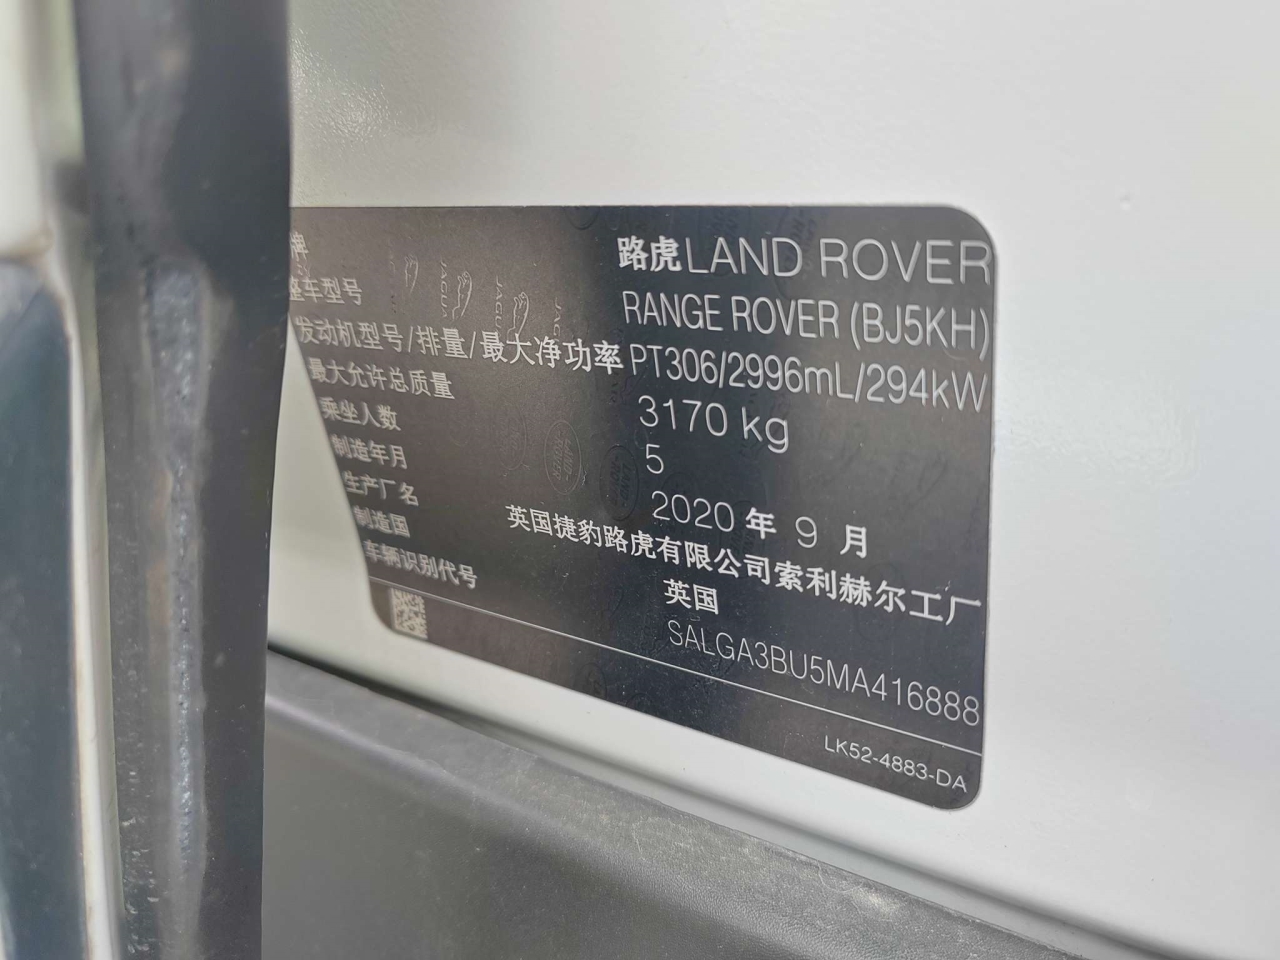 牌 路虎LAND ROVER
整车型号 RANGE ROVER (BJ5KH)
发动机型号/排量/最大净功率 PT306/2996mL/294kW
最大允许总质量 3170 kg
乘坐人数 5
制造年月 2020 年 9 月
生产厂名 英国捷豹路虎有限公司索利赫尔工厂
制造国 英国
车辆识别代号 SALGA3BU5MA416888
LK52-4883-DA